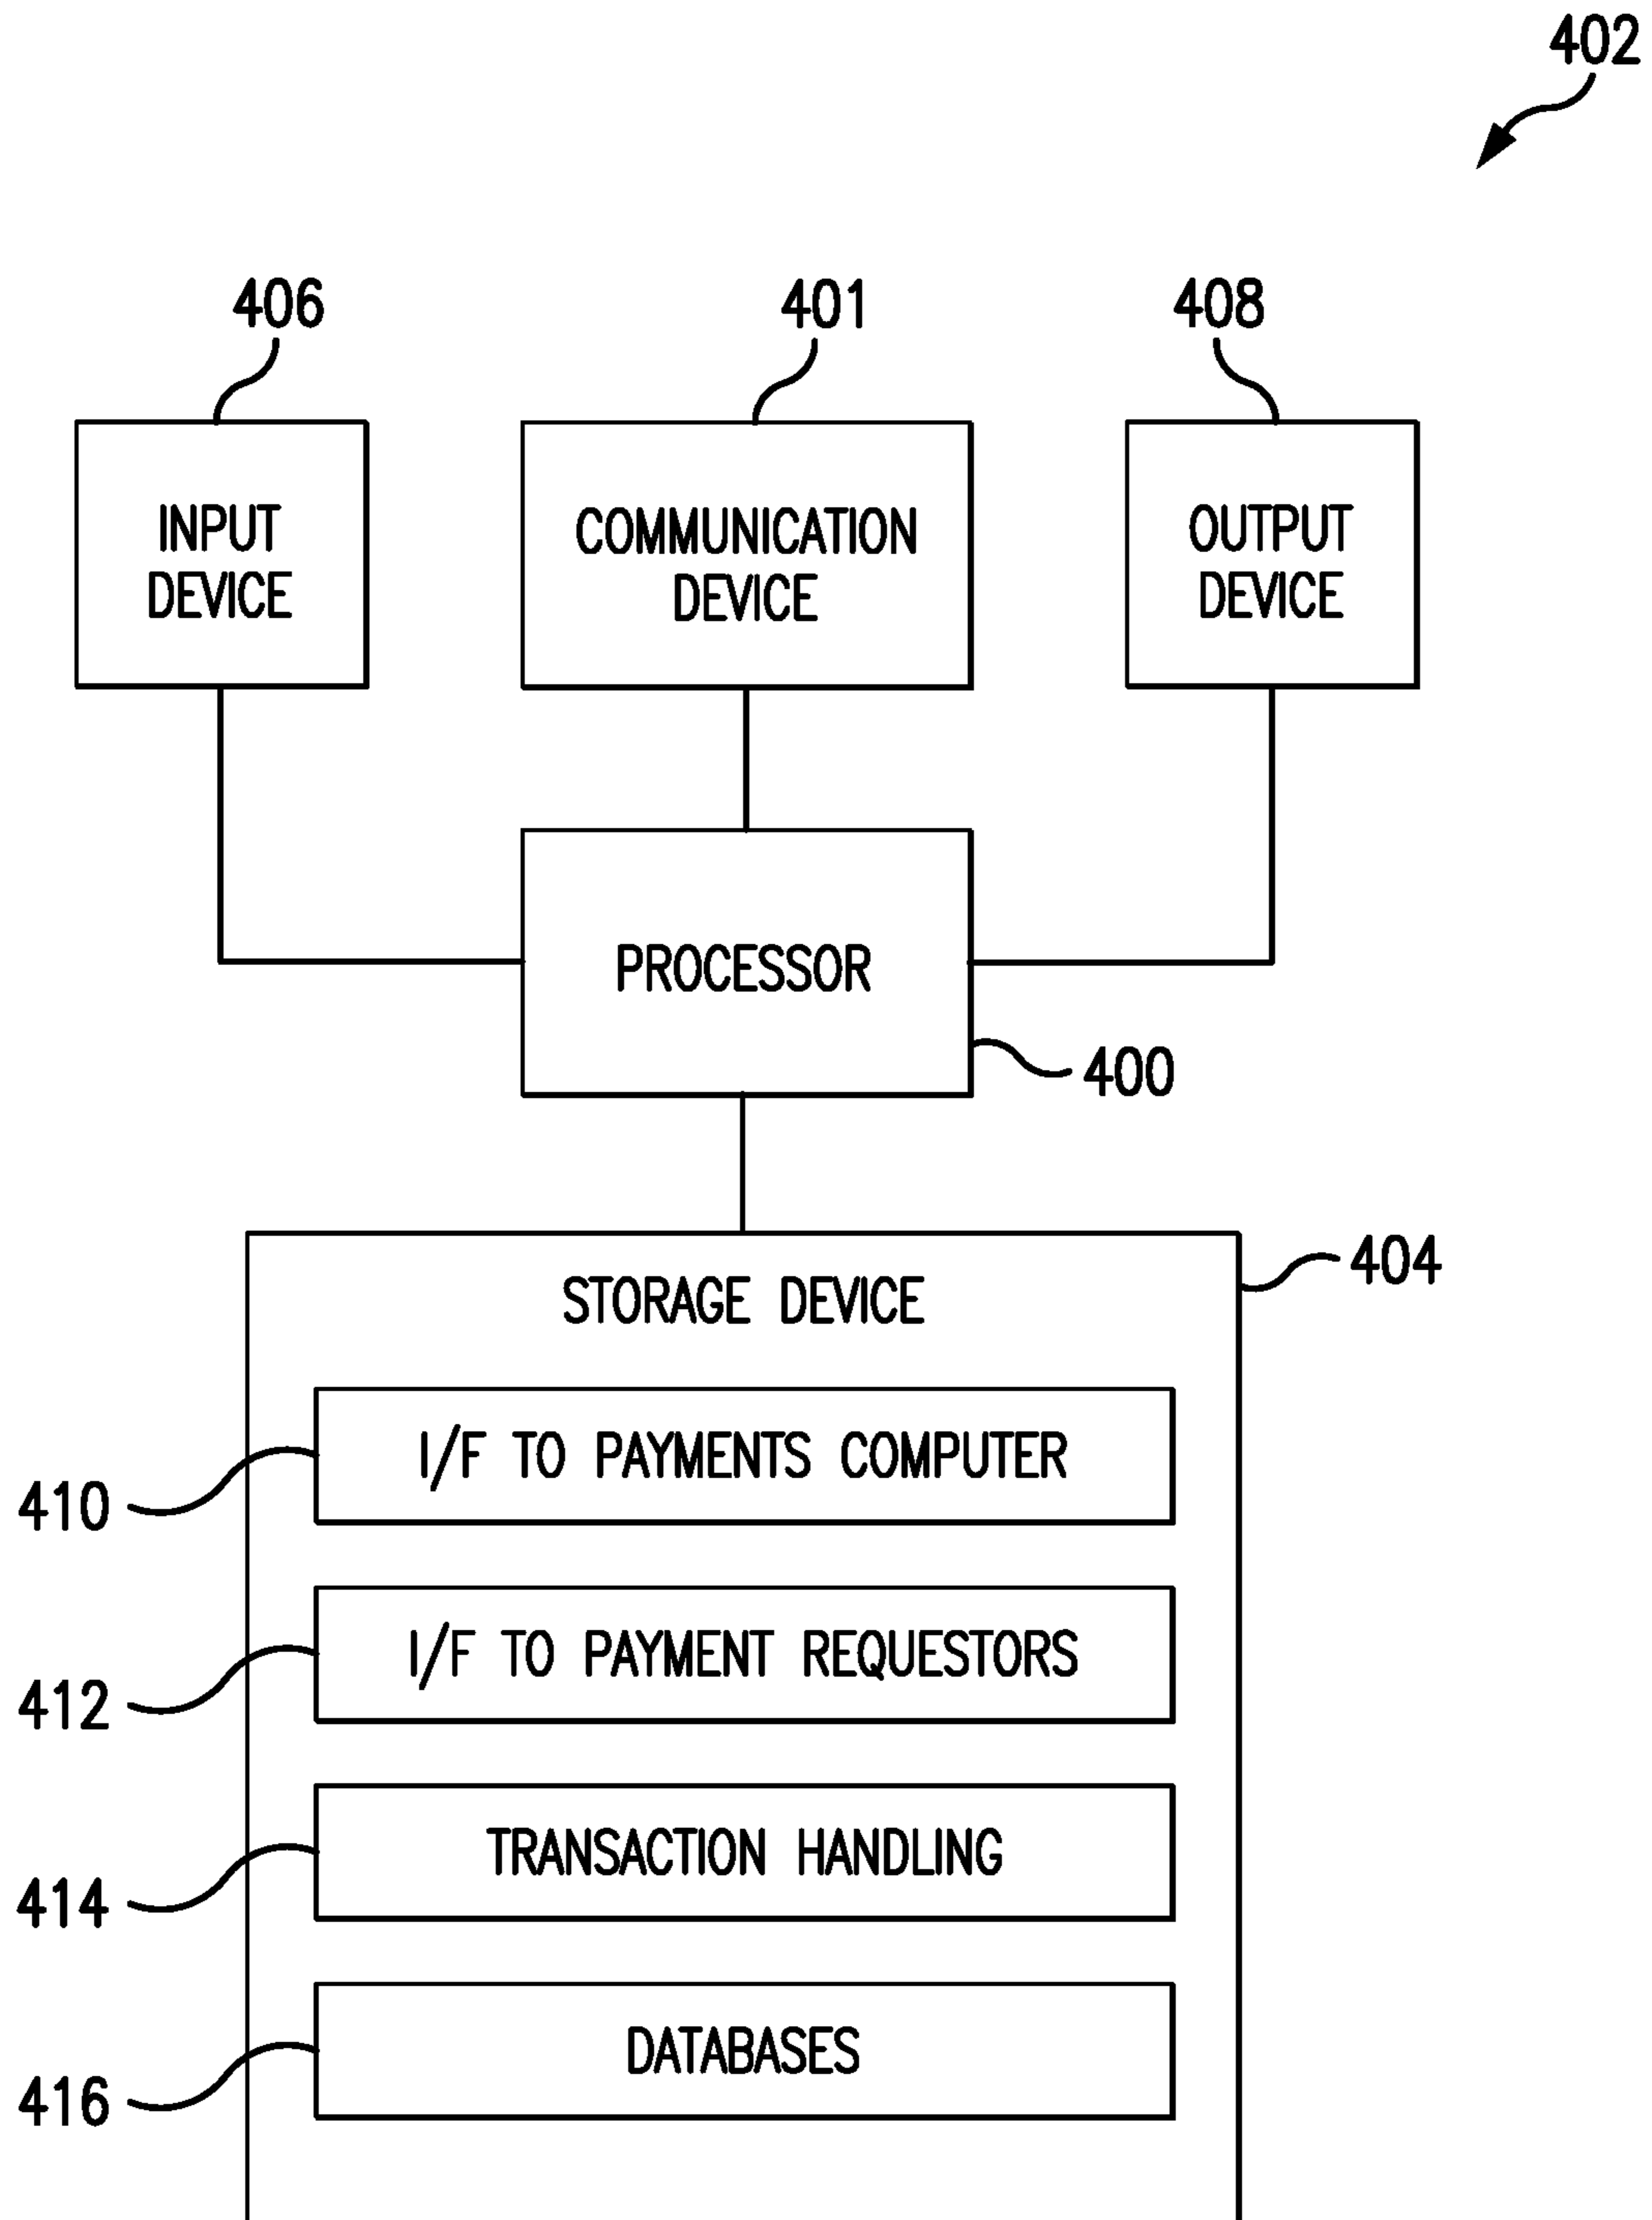 402
406
401
408
INPUT
DEVICE
COMMUNICATION
DEVICE
OUTPUT
DEVICE
PROCESSOR
400
404
STORAGE DEVICE
I/F TO PAYMENTS COMPUTER
410
I/F TO PAYMENT REQUESTORS
412
TRANSACTION HANDLING
414
DATABASES
416